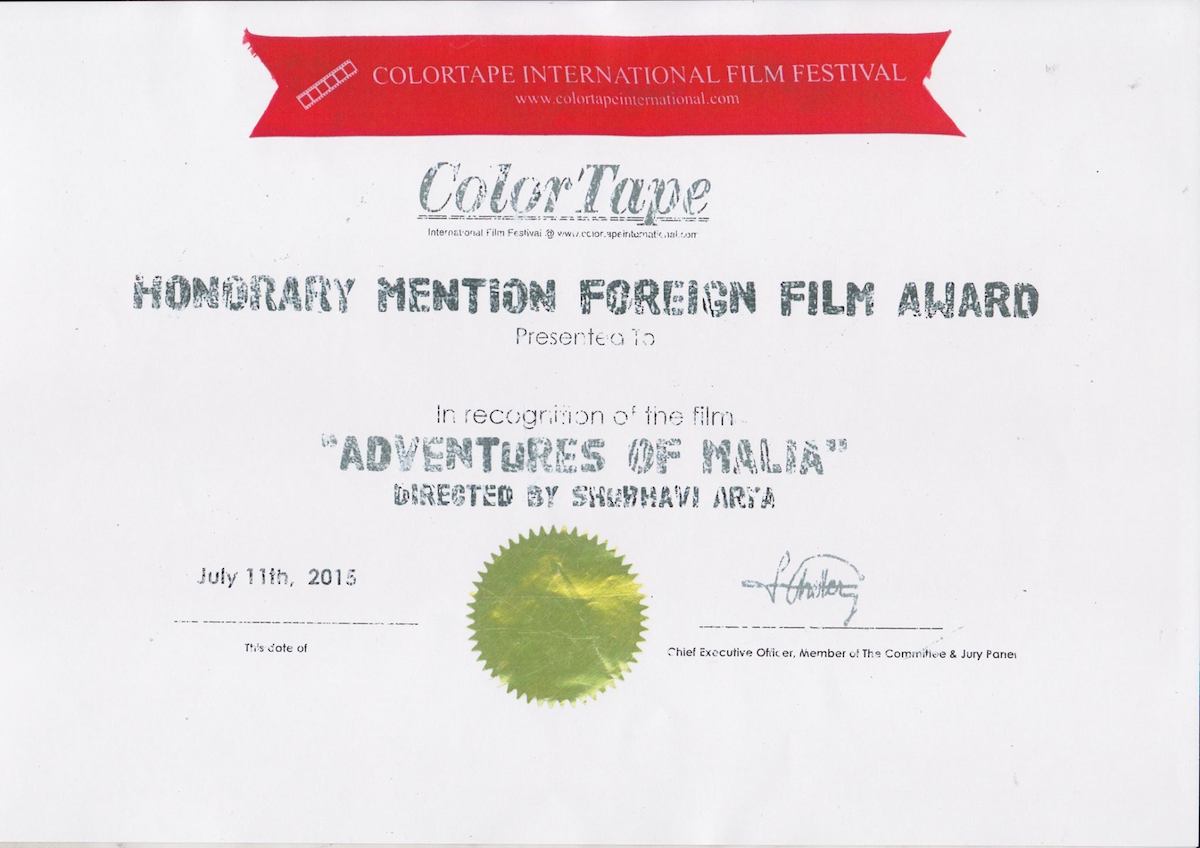 COLORTAPE INTERNATIONAL FILM FESTIVAL
www.colortapeinternational.com
ColorTape
International Film Festival @ www.colortapeinternational.com
HONORARY MENTION FOREIGN FILM AWARD
Presented To
In recognition of the film
"ADVENTURES OF MALIA"
DIRECTED BY SHUBHAVI ARYA
July 11th, 2015
This date of
Chief Executive Officer, Member of The Committee & Jury Panel